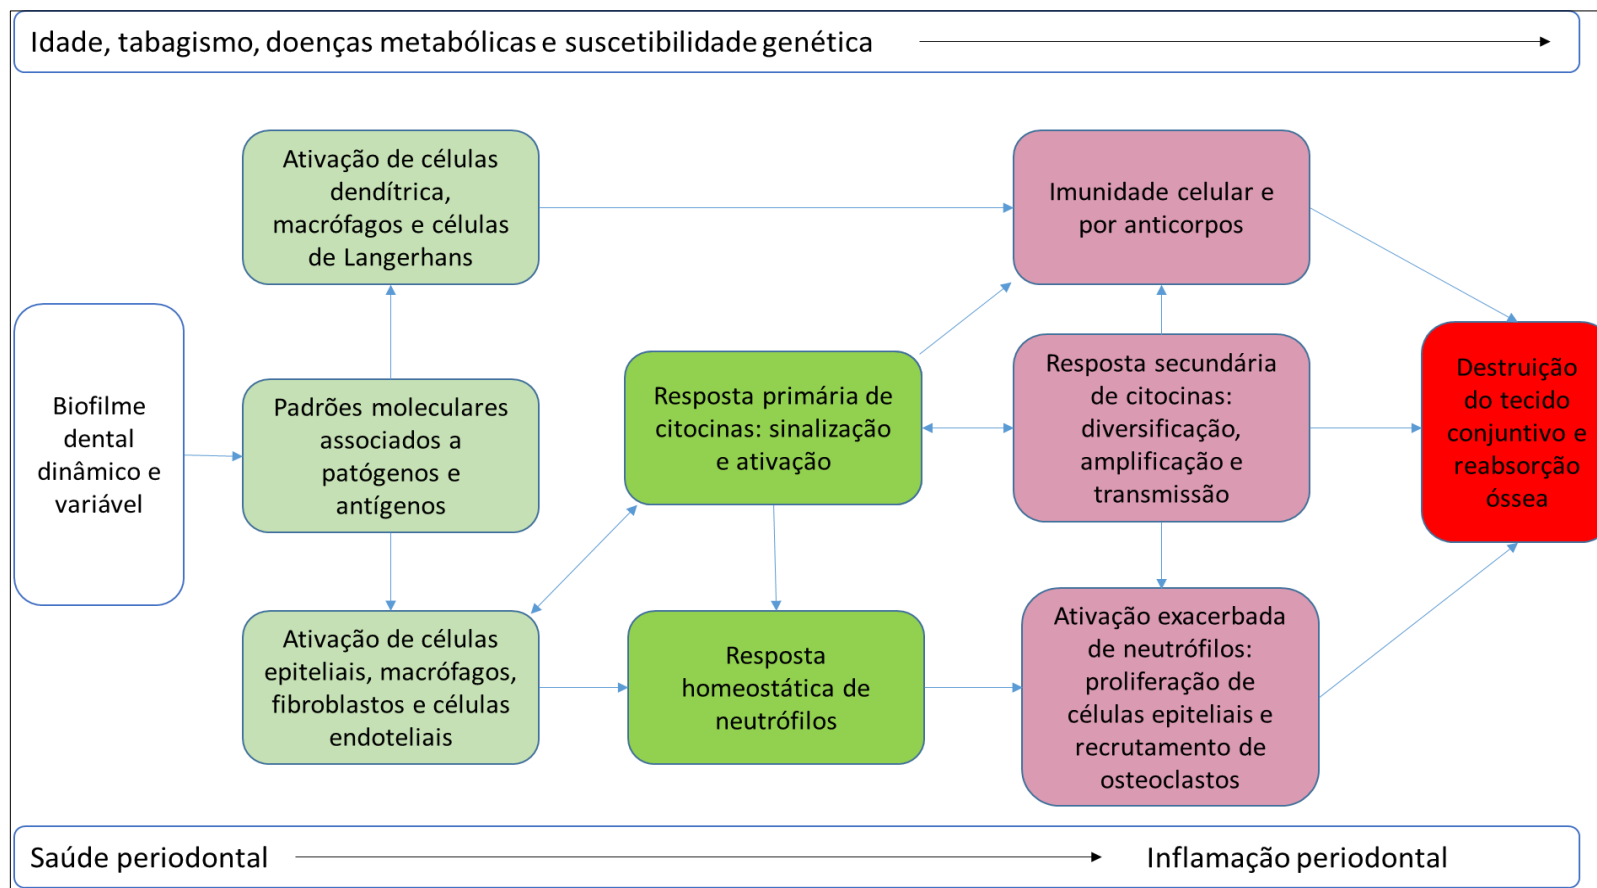 Idade, tabagismo, doenças metabólicas e suscetibilidade genética
Ativação de células
dendítrica,
macrófagos e células
de Langerhans
Imunidade celular e
por anticorpos
Biofilme
dental
dinâmico e
variável
Padrões moleculares
associados a
patógenos e
antígenos
Resposta primária de
citocinas: sinalização
e ativação
Resposta secundária
de citocinas:
diversificação,
amplificação e
transmissão
Destruição
do tecido
conjuntivo e
reabsorção
óssea
Ativação de células
epiteliais, macrófagos,
fibroblastos e células
endoteliais
Resposta
homeostática de
neutrófilos
Ativação exacerbada
de neutrófilos:
proliferação de
células epiteliais e
recrutamento de
osteoclastos
Saúde periodontal
Inflamação periodontal